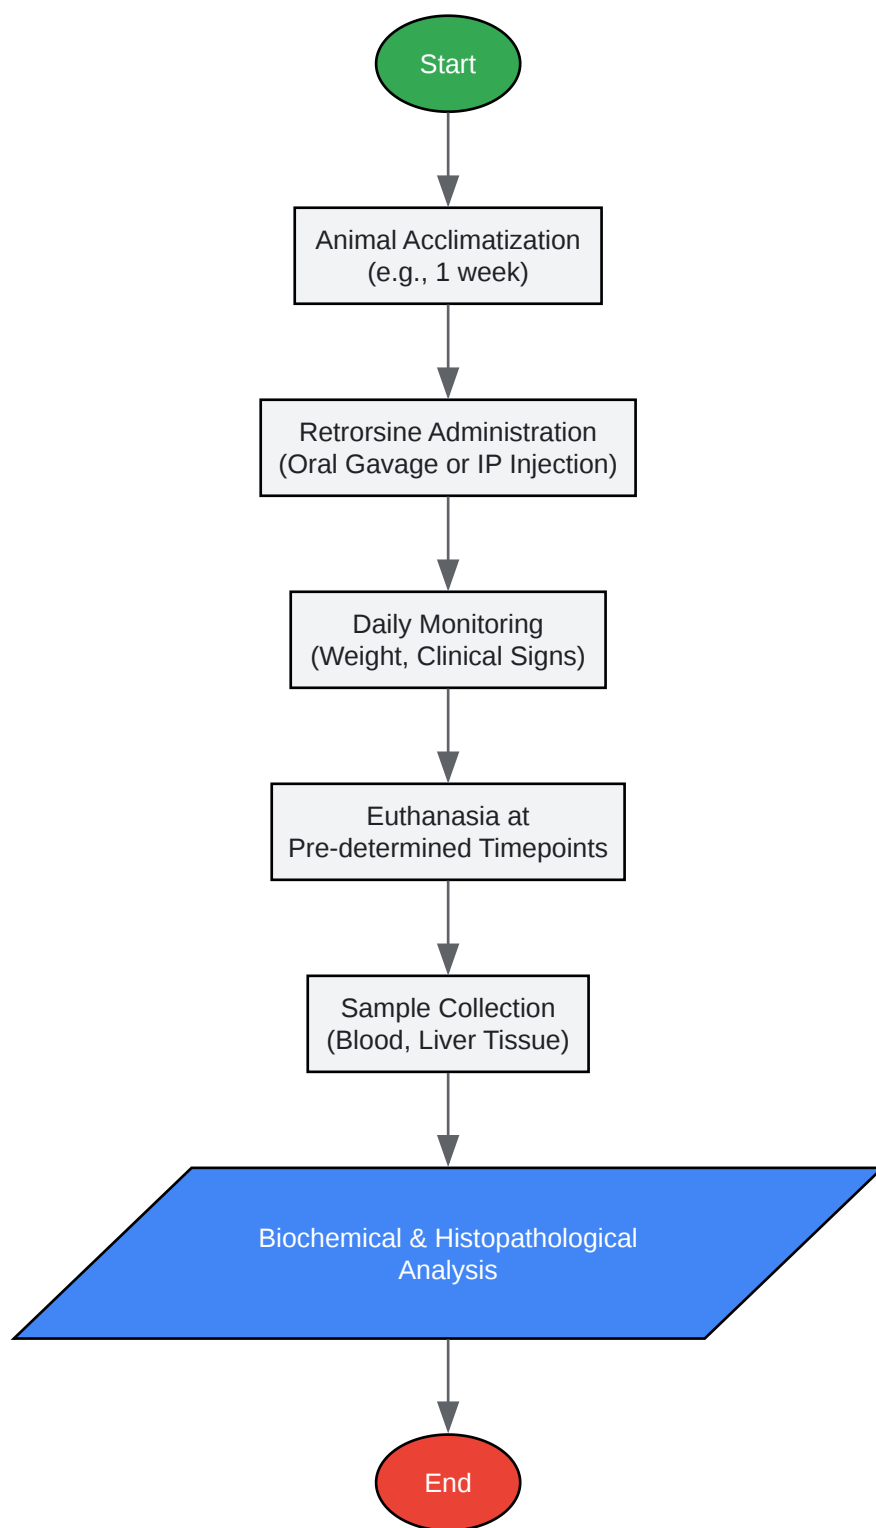 Start
Animal Acclimatization
(e.g., 1 week)
Retrorsine Administration
(Oral Gavage or IP Injection)
Daily Monitoring
(Weight, Clinical Signs)
Euthanasia at
Pre-determined Timepoints
Sample Collection
(Blood, Liver Tissue)
Biochemical & Histopathological
Analysis
End